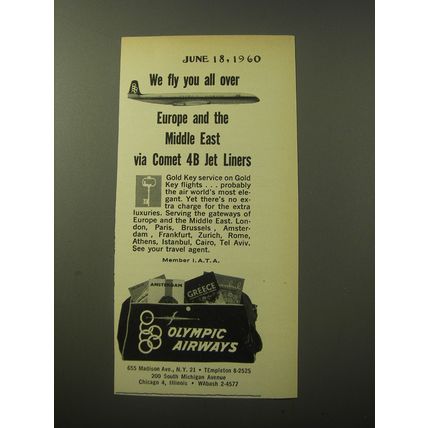 JUNE 18, 1960
We fly you all over
Europe and the
Middle East
via Comet 4B Jet Liners
Gold Key service on Gold
Key flights . . . probably
the air world's most ele-
gant. Yet there's no ex-
tra charge for the extra
luxuries. Serving the gateways of
Europe and the Middle East. Lon-
don, Paris, Brussels, Amster-
dam, Frankfurt, Zurich, Rome,
Athens, Istanbul, Cairo, Tel Aviv.
See your travel agent.
Member I.A.T.A.
AMSTERDAM
GREECE
OLYMPIC
AIRWAYS
655 Madison Ave., N.Y. 21 • TEmpleton 8-2525
200 South Michigan Avenue
Chicago 4, Illinois • WAbash 2-4577